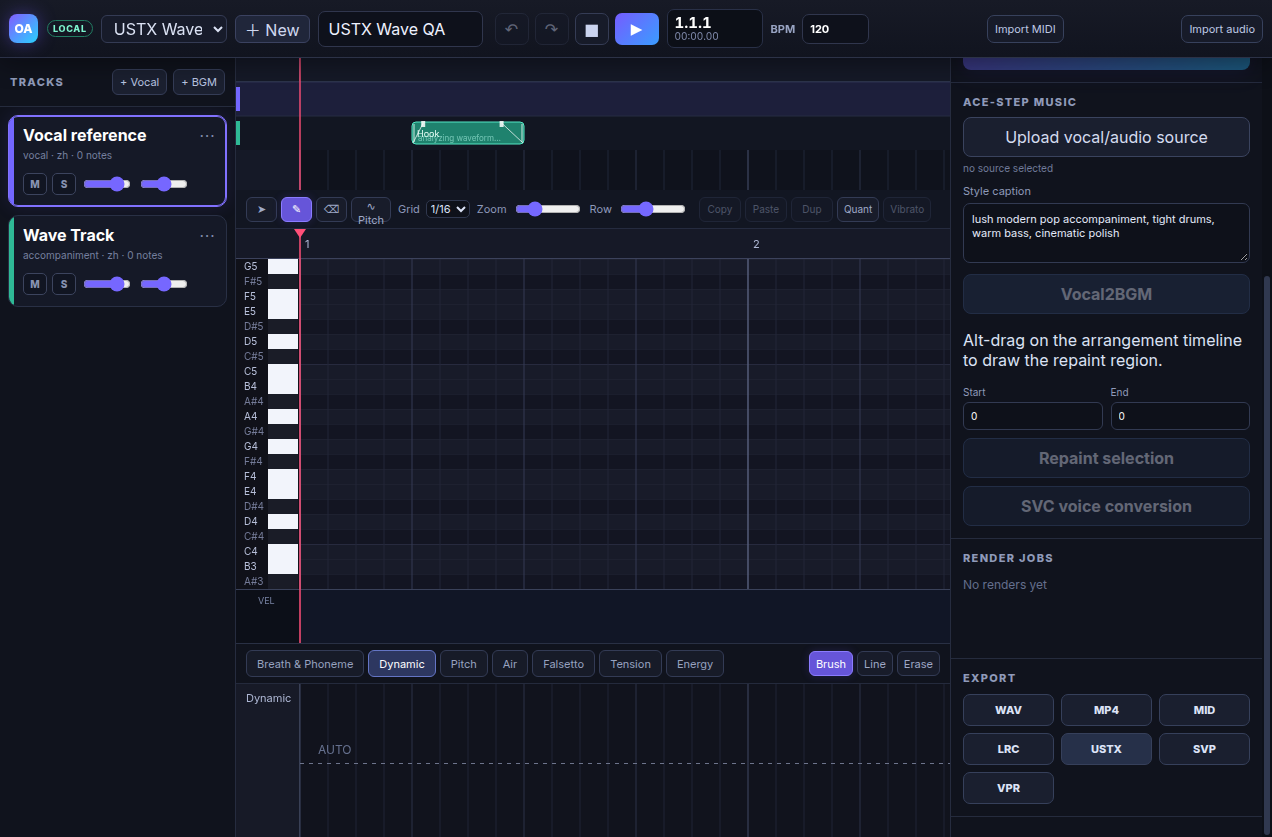 OA LOCAL USTX Wave + New USTX Wave QA 1.1.1 BPM 120 Import MIDI Import audio
00:00.00
TRACKS + Vocal + BGM
Vocal reference ...
vocal · zh · 0 notes
M S
Wave Track ...
accompaniment · zh · 0 notes
M S
Hook
analyzing waveform...
Pitch Grid 1/16 Zoom Row Copy Paste Dup Quant Vibrato
1 2
G5
F#5
F5
E5
D#5
D5
C#5
C5
B4
A#4
A4
G#4
G4
F#4
F4
E4
D#4
D4
C#4
C4
B3
A#3
VEL
Breath & Phoneme Dynamic Pitch Air Falsetto Tension Energy Brush Line Erase
Dynamic
AUTO
ACE-STEP MUSIC
Upload vocal/audio source
no source selected
Style caption
lush modern pop accompaniment, tight drums,
warm bass, cinematic polish
Vocal2BGM
Alt-drag on the arrangement timeline
to draw the repaint region.
Start End
0 0
Repaint selection
SVC voice conversion
RENDER JOBS
No renders yet
EXPORT
WAV MP4 MID
LRC USTX SVP
VPR